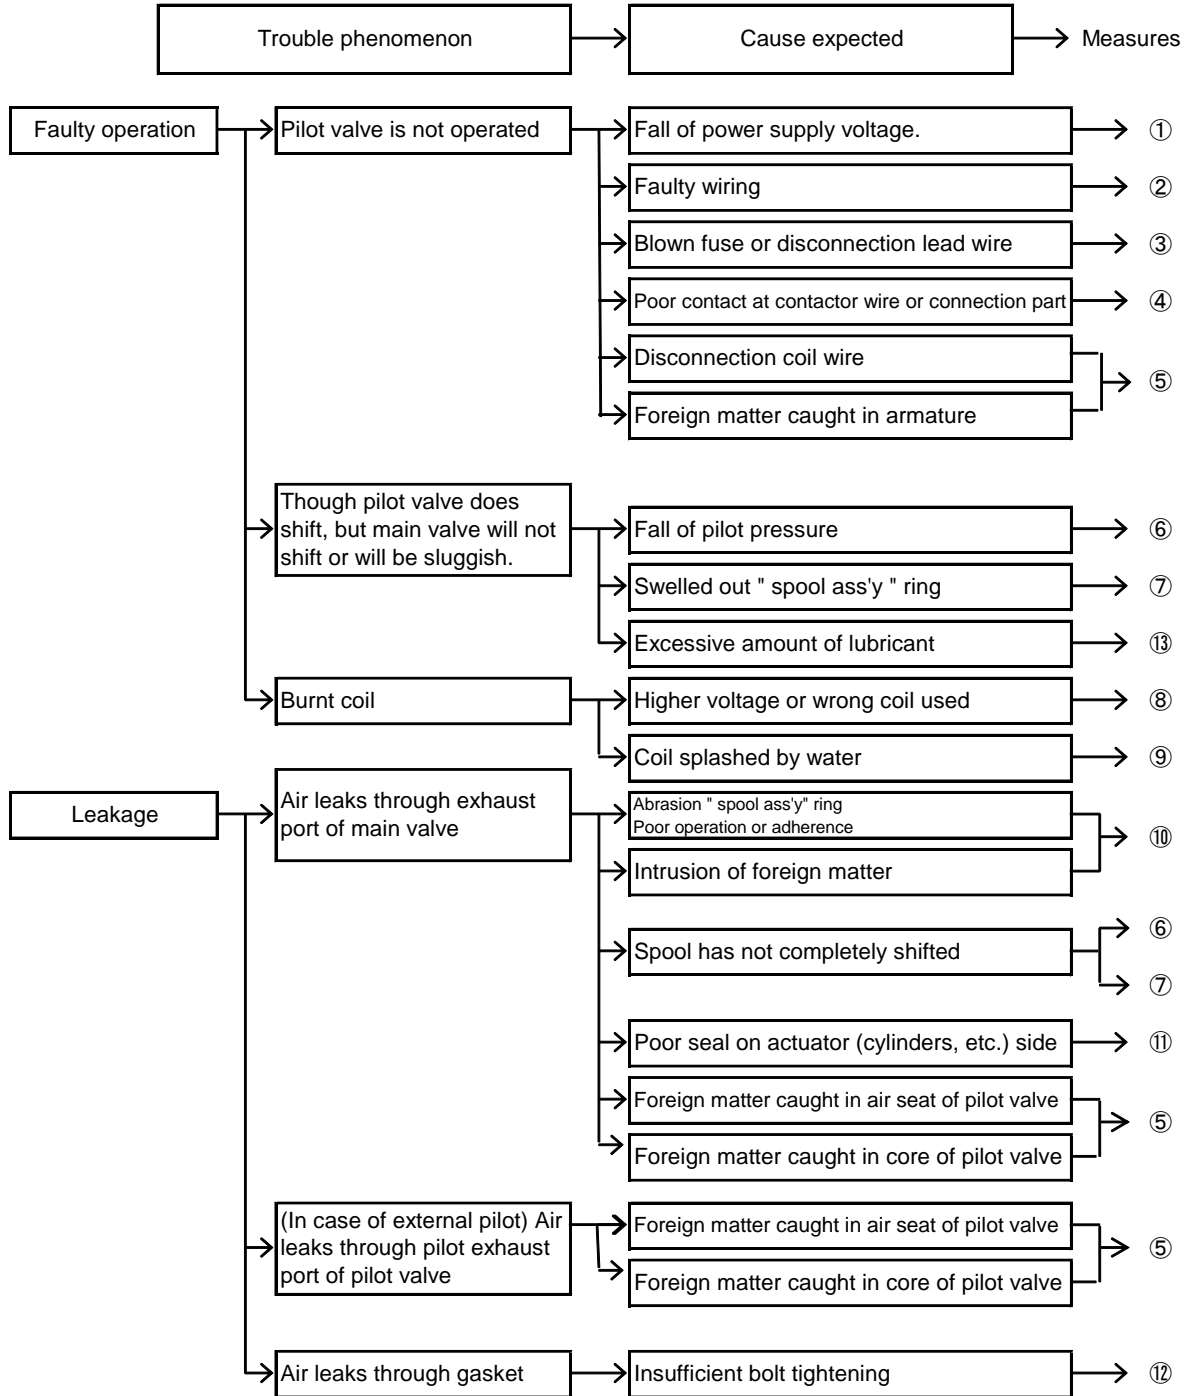 Trouble phenomenon
Cause expected
Measures
Faulty operation
Pilot valve is not operated
Fall of power supply voltage.
①
Faulty wiring
②
Blown fuse or disconnection lead wire
③
Poor contact at contactor wire or connection part
④
Disconnection coil wire
Foreign matter caught in armature
⑤
Though pilot valve does
shift, but main valve will not
shift or will be sluggish.
Fall of pilot pressure
⑥
Swelled out " spool ass'y " ring
⑦
Excessive amount of lubricant
⑬
Burnt coil
Higher voltage or wrong coil used
⑧
Coil splashed by water
⑨
Leakage
Air leaks through exhaust
port of main valve
Abrasion " spool ass'y" ring
Poor operation or adherence
Intrusion of foreign matter
⑩
Spool has not completely shifted
⑥
⑦
Poor seal on actuator (cylinders, etc.) side
⑪
Foreign matter caught in air seat of pilot valve
Foreign matter caught in core of pilot valve
⑤
(In case of external pilot) Air
leaks through pilot exhaust
port of pilot valve
Foreign matter caught in air seat of pilot valve
Foreign matter caught in core of pilot valve
⑤
Air leaks through gasket
Insufficient bolt tightening
⑫